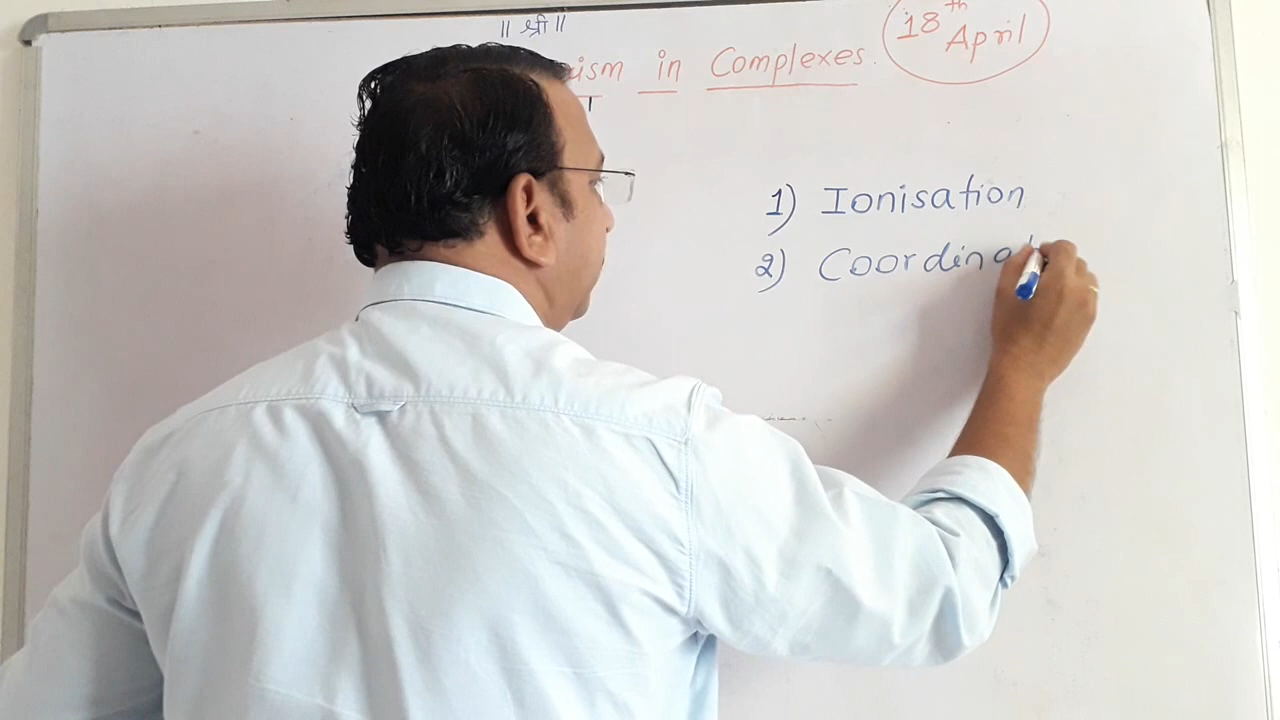 ॥ श्री ॥
ism in Complexes. 18th April
1) Ionisation
2) Coordina